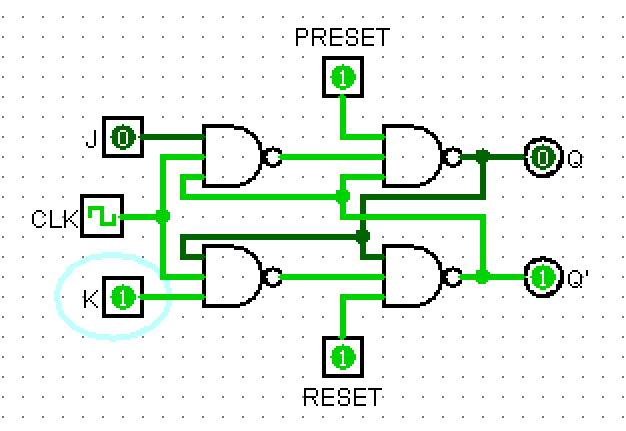 PRESET
J 0
1
0 Q
CLK
K 1
1 Q'
1
RESET